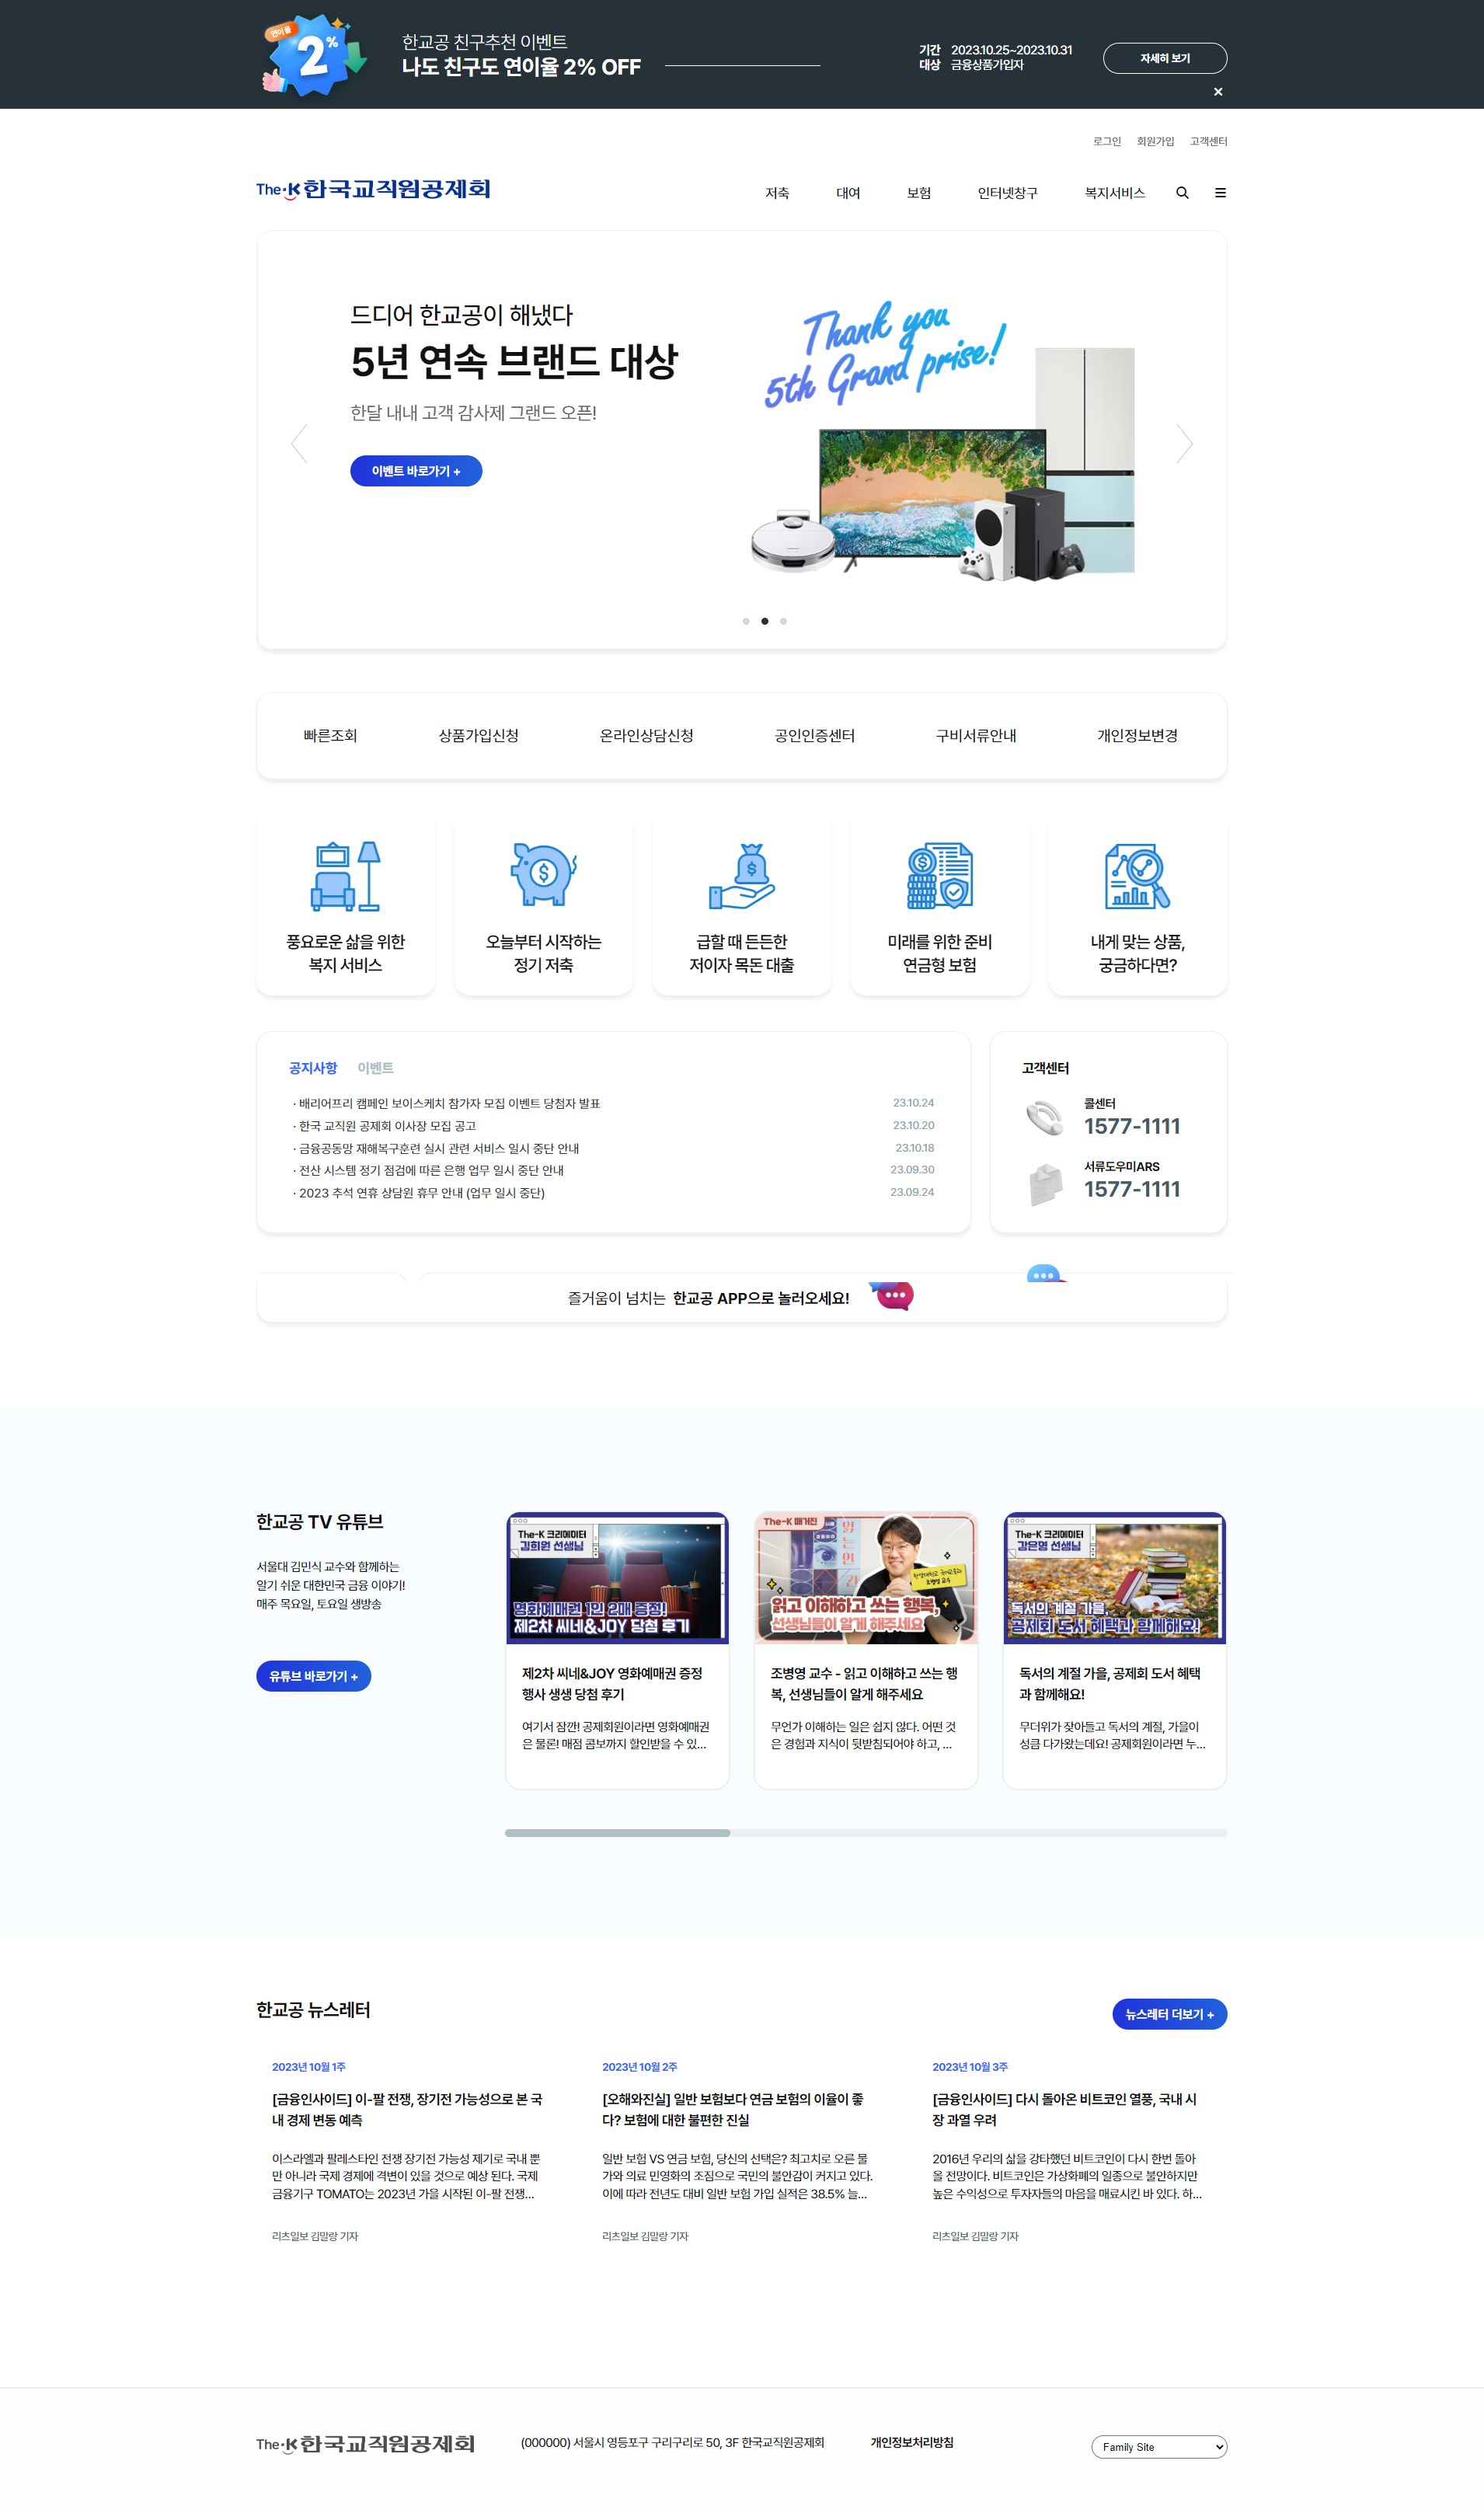 연이율
2%
한교공 친구추천 이벤트
나도 친구도 연이율 2% OFF
기간 2023.10.25~2023.10.31
대상 금융상품가입자
자세히 보기
×
로그인 회원가입 고객센터
The-K 한국교직원공제회
저축 대여 보험 인터넷창구 복지서비스
드디어 한교공이 해냈다
5년 연속 브랜드 대상
한달 내내 고객 감사제 그랜드 오픈!
이벤트 바로가기 +
Thank you
5th Grand prise!
빠른조회 상품가입신청 온라인상담신청 공인인증센터 구비서류안내 개인정보변경
풍요로운 삶을 위한
복지 서비스
오늘부터 시작하는
정기 저축
급할 때 든든한
저이자 목돈 대출
미래를 위한 준비
연금형 보험
내게 맞는 상품,
궁금하다면?
공지사항 이벤트
· 배리어프리 캠페인 보이스케치 참가자 모집 이벤트 당첨자 발표 23.10.24
· 한국 교직원 공제회 이사장 모집 공고 23.10.20
· 금융공동망 재해복구훈련 실시 관련 서비스 일시 중단 안내 23.10.18
· 전산 시스템 정기 점검에 따른 은행 업무 일시 중단 안내 23.09.30
· 2023 추석 연휴 상담원 휴무 안내 (업무 일시 중단) 23.09.24
고객센터
콜센터
1577-1111
서류도우미ARS
1577-1111
즐거움이 넘치는 한교공 APP으로 놀러오세요!
한교공 TV 유튜브
서울대 김민식 교수와 함께하는
알기 쉬운 대한민국 금융 이야기!
매주 목요일, 토요일 생방송
유튜브 바로가기 +
The-K 크리에이터
김희원 선생님
영화예매권 1인 2매 증정!
제2차 씨네&JOY 당첨 후기
제2차 씨네&JOY 영화예매권 증정
행사 생생 당첨 후기
여기서 잠깐! 공제회원이라면 영화예매권
은 물론! 매점 콤보까지 할인받을 수 있...
The-K 매거진
조병영 교수
읽고 이해하고 쓰는 행복,
선생님들이 알게 해주세요
조병영 교수 - 읽고 이해하고 쓰는 행
복, 선생님들이 알게 해주세요
무언가 이해하는 일은 쉽지 않다. 어떤 것
은 경험과 지식이 뒷받침되어야 하고, ...
The-K 크리에이터
강은영 선생님
독서의 계절 가을,
공제회 도서 혜택과 함께해요!
독서의 계절 가을, 공제회 도서 혜택
과 함께해요!
무더위가 잦아들고 독서의 계절, 가을이
성큼 다가왔는데요! 공제회원이라면 누...
한교공 뉴스레터
뉴스레터 더보기 +
2023년 10월 1주
[금융인사이드] 이-팔 전쟁, 장기전 가능성으로 본 국
내 경제 변동 예측
이스라엘과 팔레스타인 전쟁 장기전 가능성 제기로 국내 뿐
만 아니라 국제 경제에 격변이 있을 것으로 예상 된다. 국제
금융기구 TOMATO는 2023년 가을 시작된 이-팔 전쟁...
리츠일보 김말랑 기자
2023년 10월 2주
[오해와진실] 일반 보험보다 연금 보험의 이율이 좋
다? 보험에 대한 불편한 진실
일반 보험 VS 연금 보험, 당신의 선택은? 최고치로 오른 물
가와 의료 민영화의 조짐으로 국민의 불안감이 커지고 있다.
이에 따라 전년도 대비 일반 보험 가입 실적은 38.5% 늘...
리츠일보 김말랑 기자
2023년 10월 3주
[금융인사이드] 다시 돌아온 비트코인 열풍, 국내 시
장 과열 우려
2016년 우리의 삶을 강타했던 비트코인이 다시 한번 돌아
올 전망이다. 비트코인은 가상화폐의 일종으로 불안하지만
높은 수익성으로 투자자들의 마음을 매료시킨 바 있다. 하...
리츠일보 김말랑 기자
The-K 한국교직원공제회
(000000) 서울시 영등포구 구리구리로 50, 3F 한국교직원공제회
개인정보처리방침
Family Site